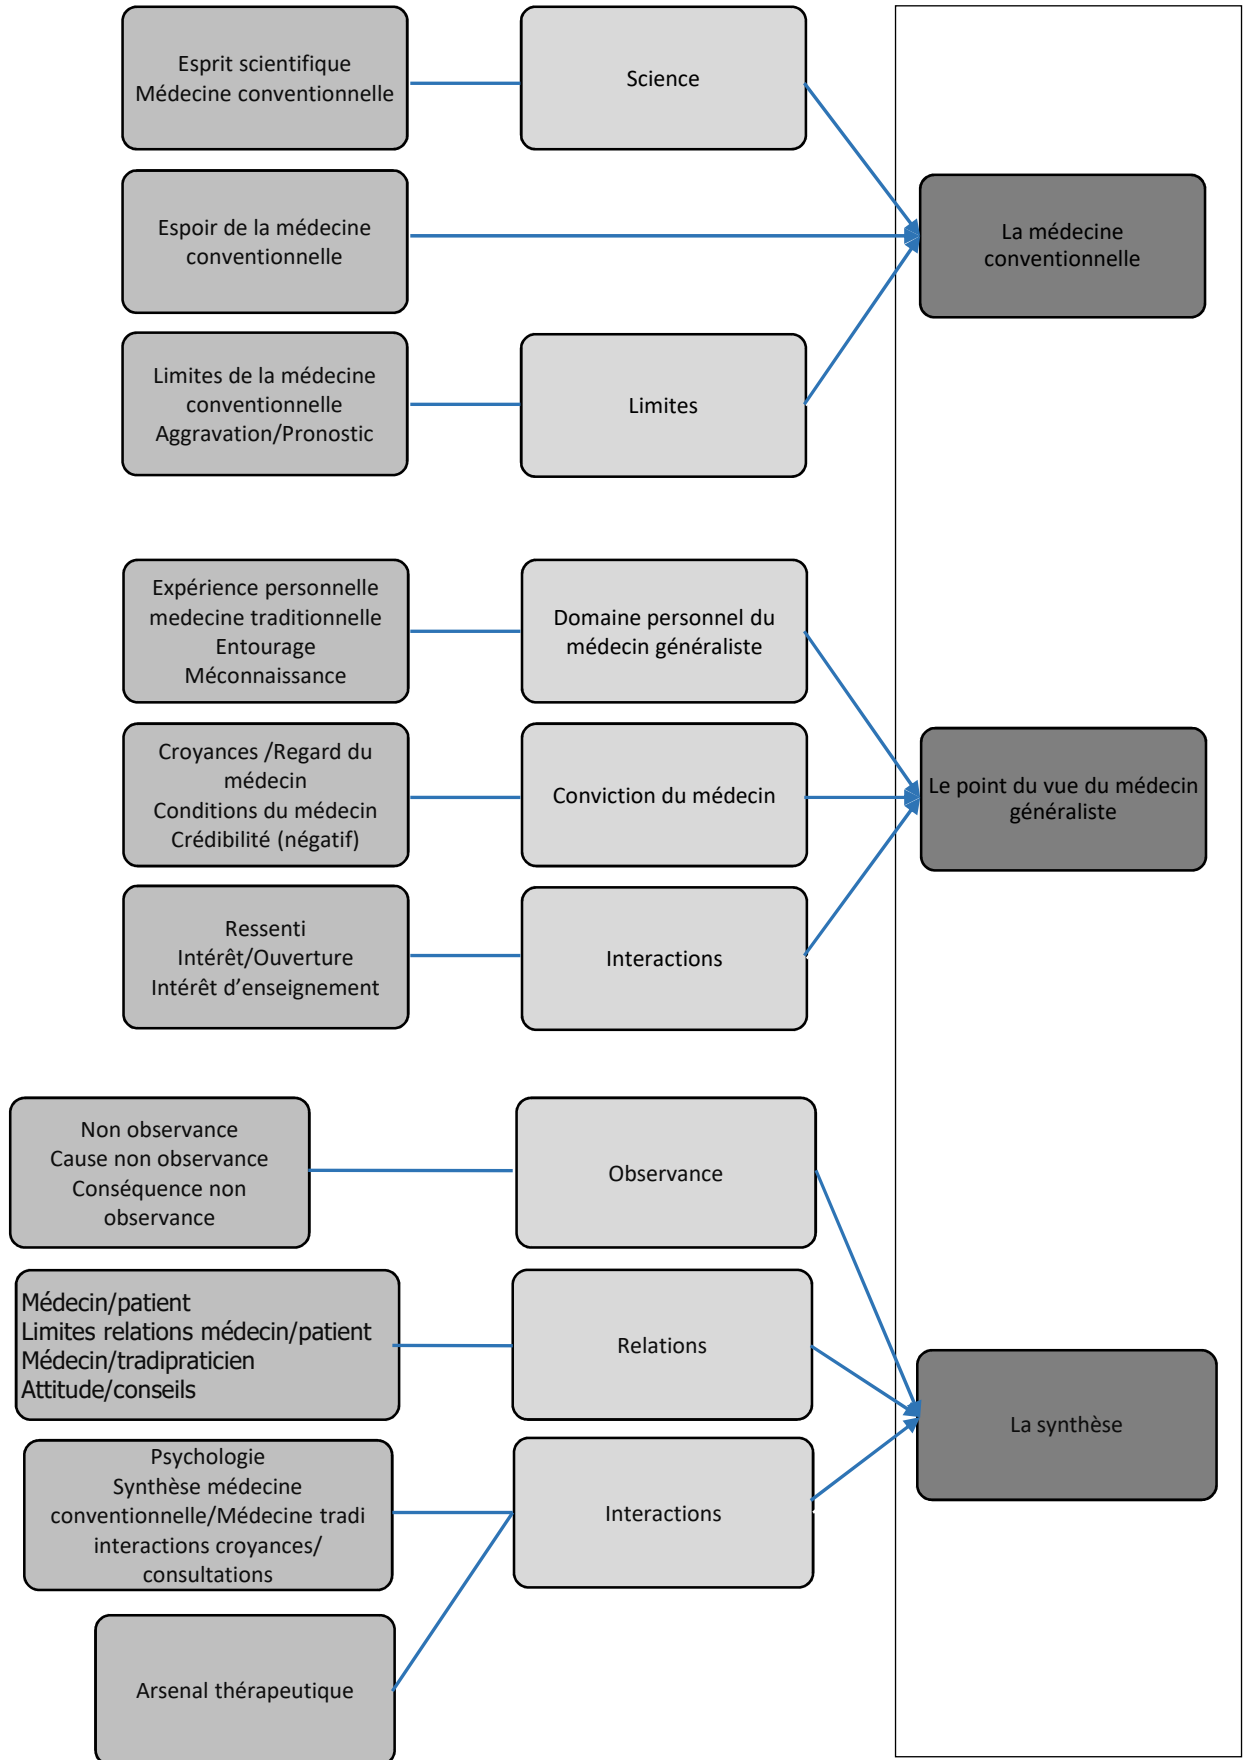 Esprit scientifique
Médecine conventionnelle
Science
Espoir de la médecine
conventionnelle
La médecine
conventionnelle
Limites de la médecine
conventionnelle
Aggravation/Pronostic
Limites
Expérience personnelle
medecine traditionnelle
Entourage
Méconnaissance
Domaine personnel du
médecin généraliste
Croyances /Regard du
médecin
Conditions du médecin
Crédibilité (négatif)
Conviction du médecin
Le point du vue du médecin
généraliste
Ressenti
Intérêt/Ouverture
Intérêt d’enseignement
Interactions
Non observance
Cause non observance
Conséquence non
observance
Observance
Médecin/patient
Limites relations médecin/patient
Médecin/tradipraticien
Attitude/conseils
Relations
La synthèse
Psychologie
Synthèse médecine
conventionnelle/Médecine tradi
interactions croyances/
consultations
Interactions
Arsenal thérapeutique